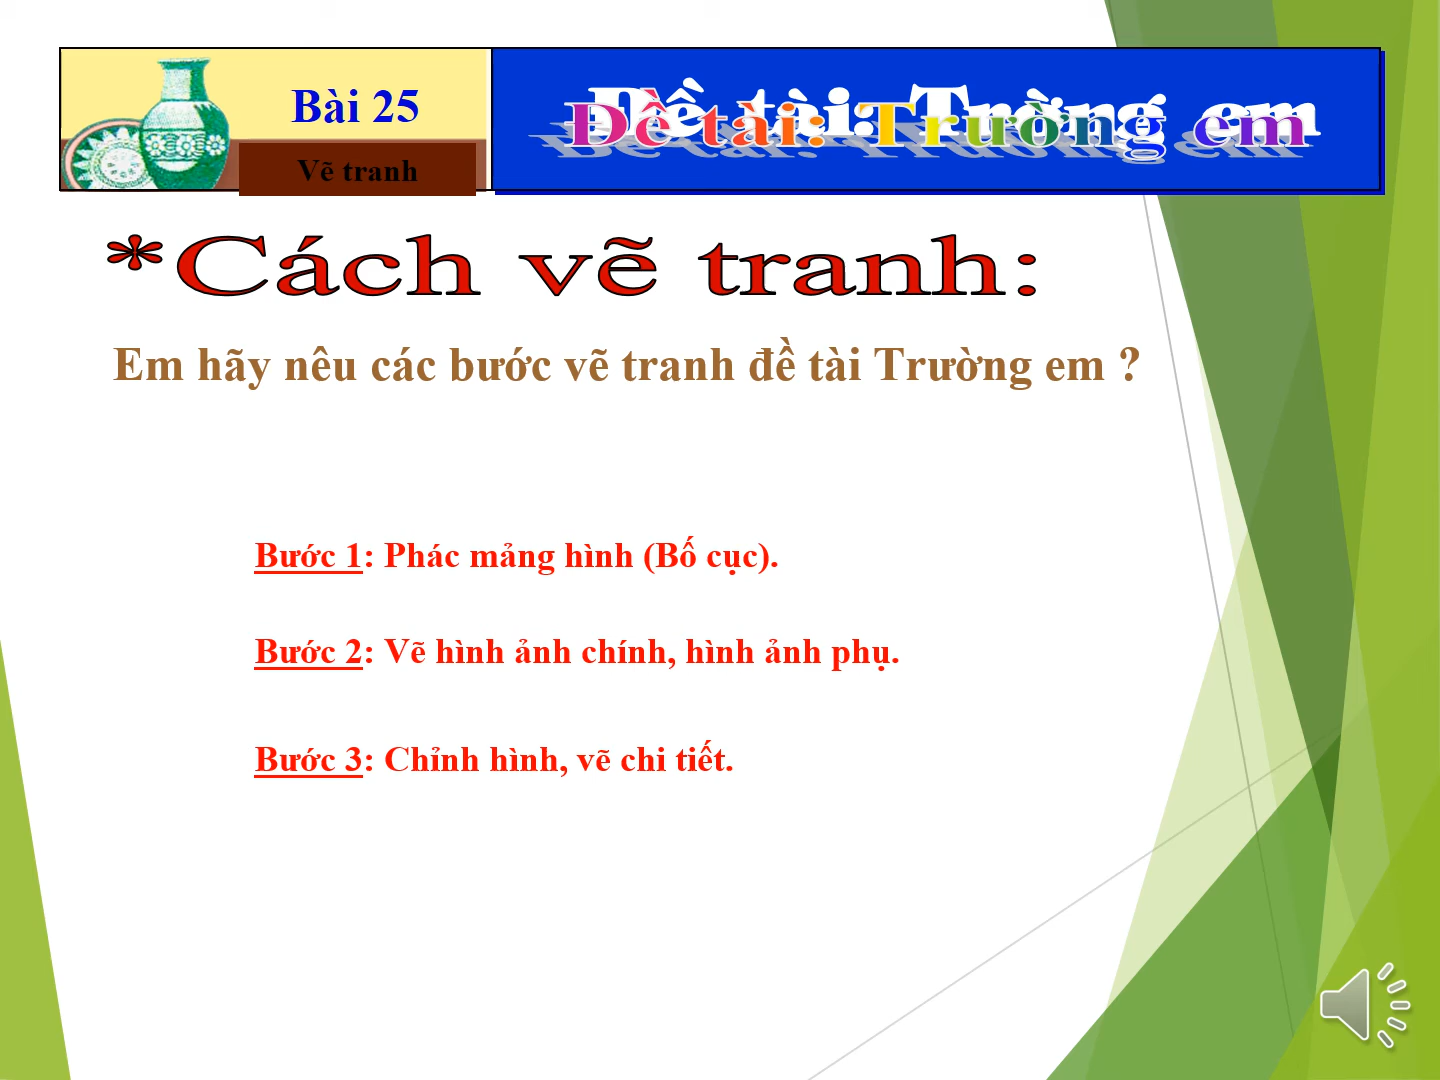 Bài 25
Vẽ tranh
Đề tài: Trường em
*Cách vẽ tranh:
Em hãy nêu các bước vẽ tranh đề tài Trường em ?
Bước 1: Phác mảng hình (Bố cục).
Bước 2: Vẽ hình ảnh chính, hình ảnh phụ.
Bước 3: Chỉnh hình, vẽ chi tiết.